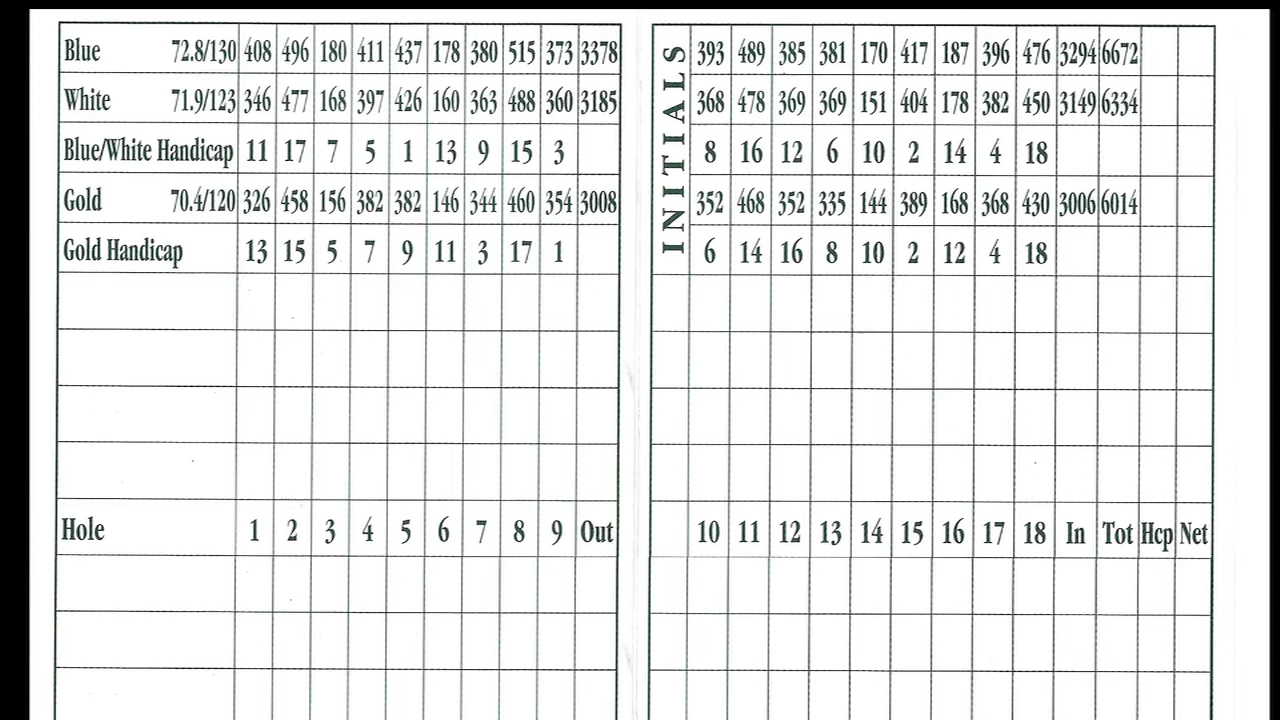 Blue 72.8/130 408 496 180 411 437 178 380 515 373 3378 393 489 385 381 170 417 187 396 476 3294 6672
White 71.9/123 346 477 168 397 426 160 363 488 360 3185 368 478 369 369 151 404 178 382 450 3149 6334
Blue/White Handicap 11 17 7 5 1 13 9 15 3 8 16 12 6 10 2 14 4 18
Gold 70.4/120 326 458 156 382 382 146 344 460 354 3008 352 468 352 335 144 389 168 368 430 3006 6014
Gold Handicap 13 15 5 7 9 11 3 17 1 6 14 16 8 10 2 12 4 18
INITIALS
Hole 1 2 3 4 5 6 7 8 9 Out 10 11 12 13 14 15 16 17 18 In Tot Hcp Net